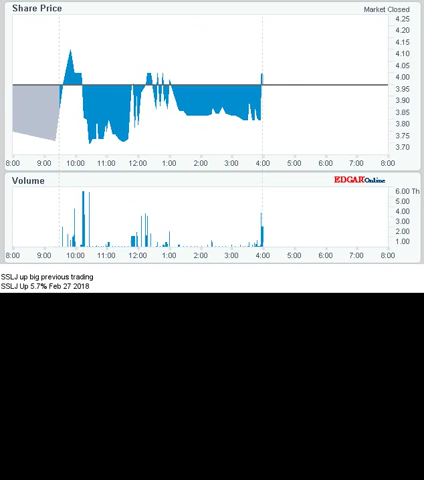 Share Price
Market Closed
4.25
4.20
4.15
4.10
4.05
4.00
3.95
3.90
3.85
3.80
3.75
3.70
8:00 9:00 10:00 11:00 12:00 1:00 2:00 3:00 4:00 5:00 6:00 7:00 8:00
Volume
EDGAROnline
6.00 Th
5.00
4.00
3.00
2.00
1.00
8:00 9:00 10:00 11:00 12:00 1:00 2:00 3:00 4:00 5:00 6:00 7:00 8:00
SSLJ up big previous trading
SSLJ Up 5.7% Feb 27 2018